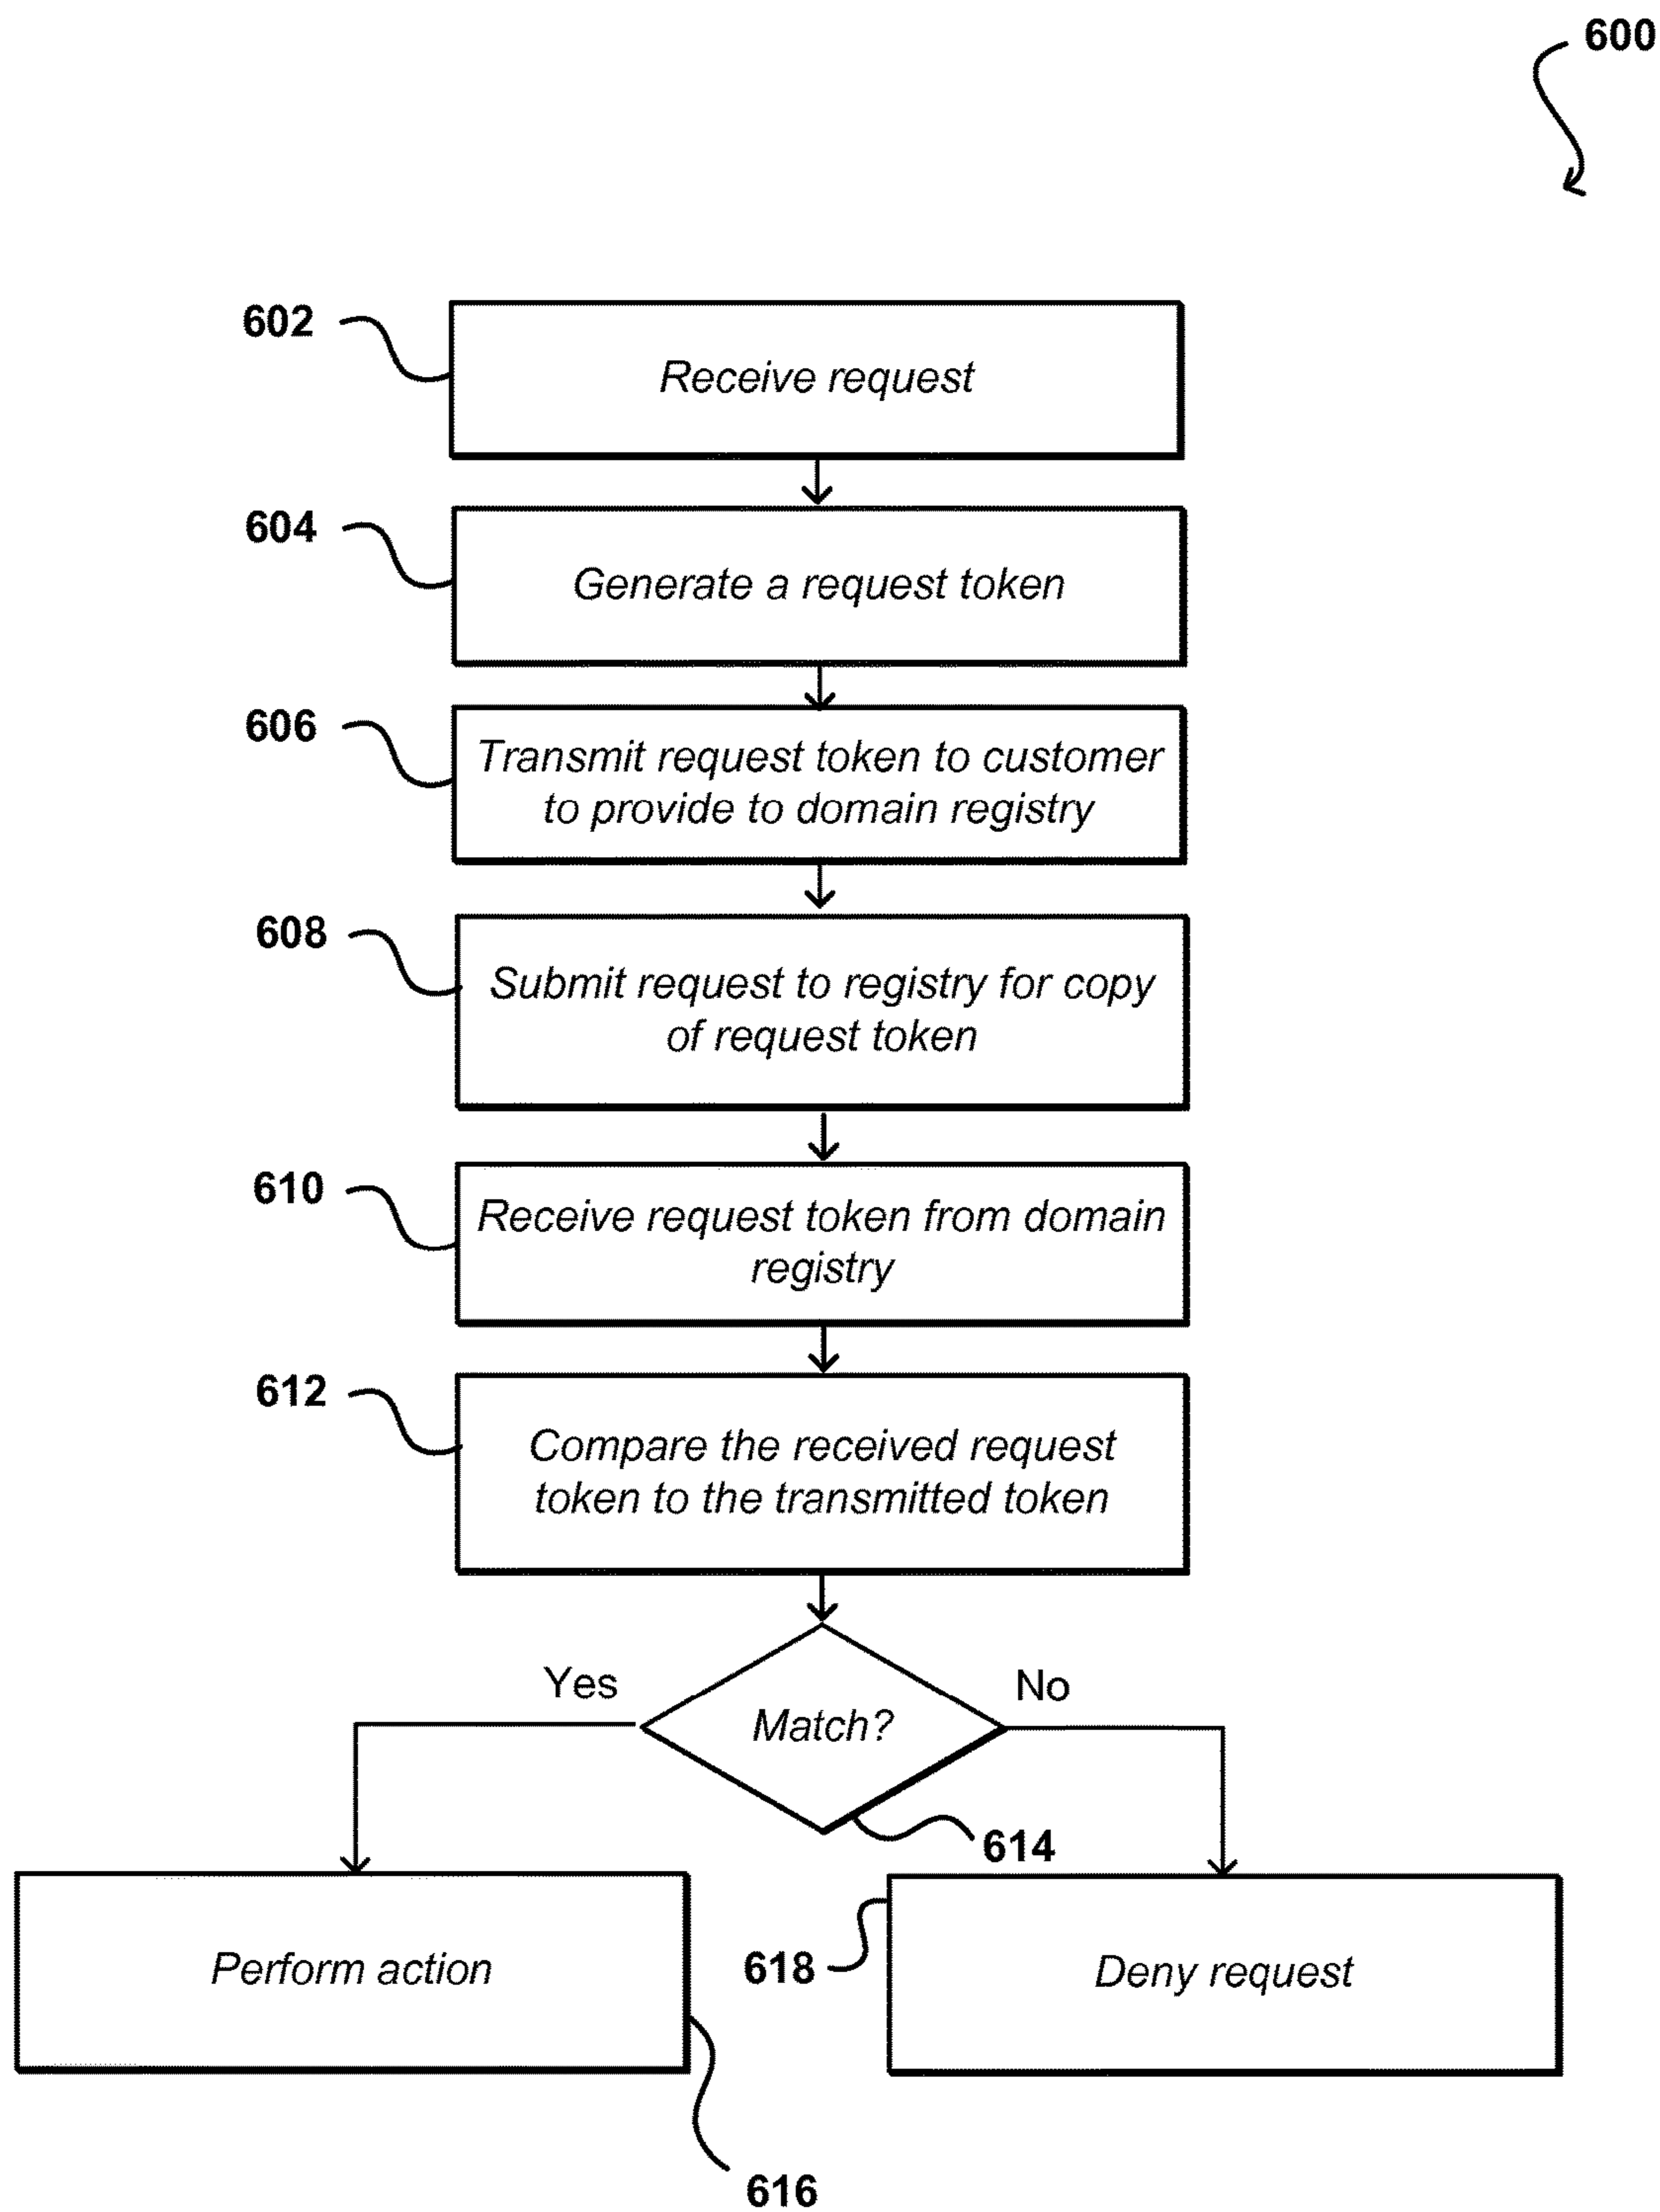 600
602
Receive request
604
Generate a request token
606
Transmit request token to customer
to provide to domain registry
608
Submit request to registry for copy
of request token
610
Receive request token from domain
registry
612
Compare the received request
token to the transmitted token
Yes
No
Match?
614
Perform action
618
Deny request
616